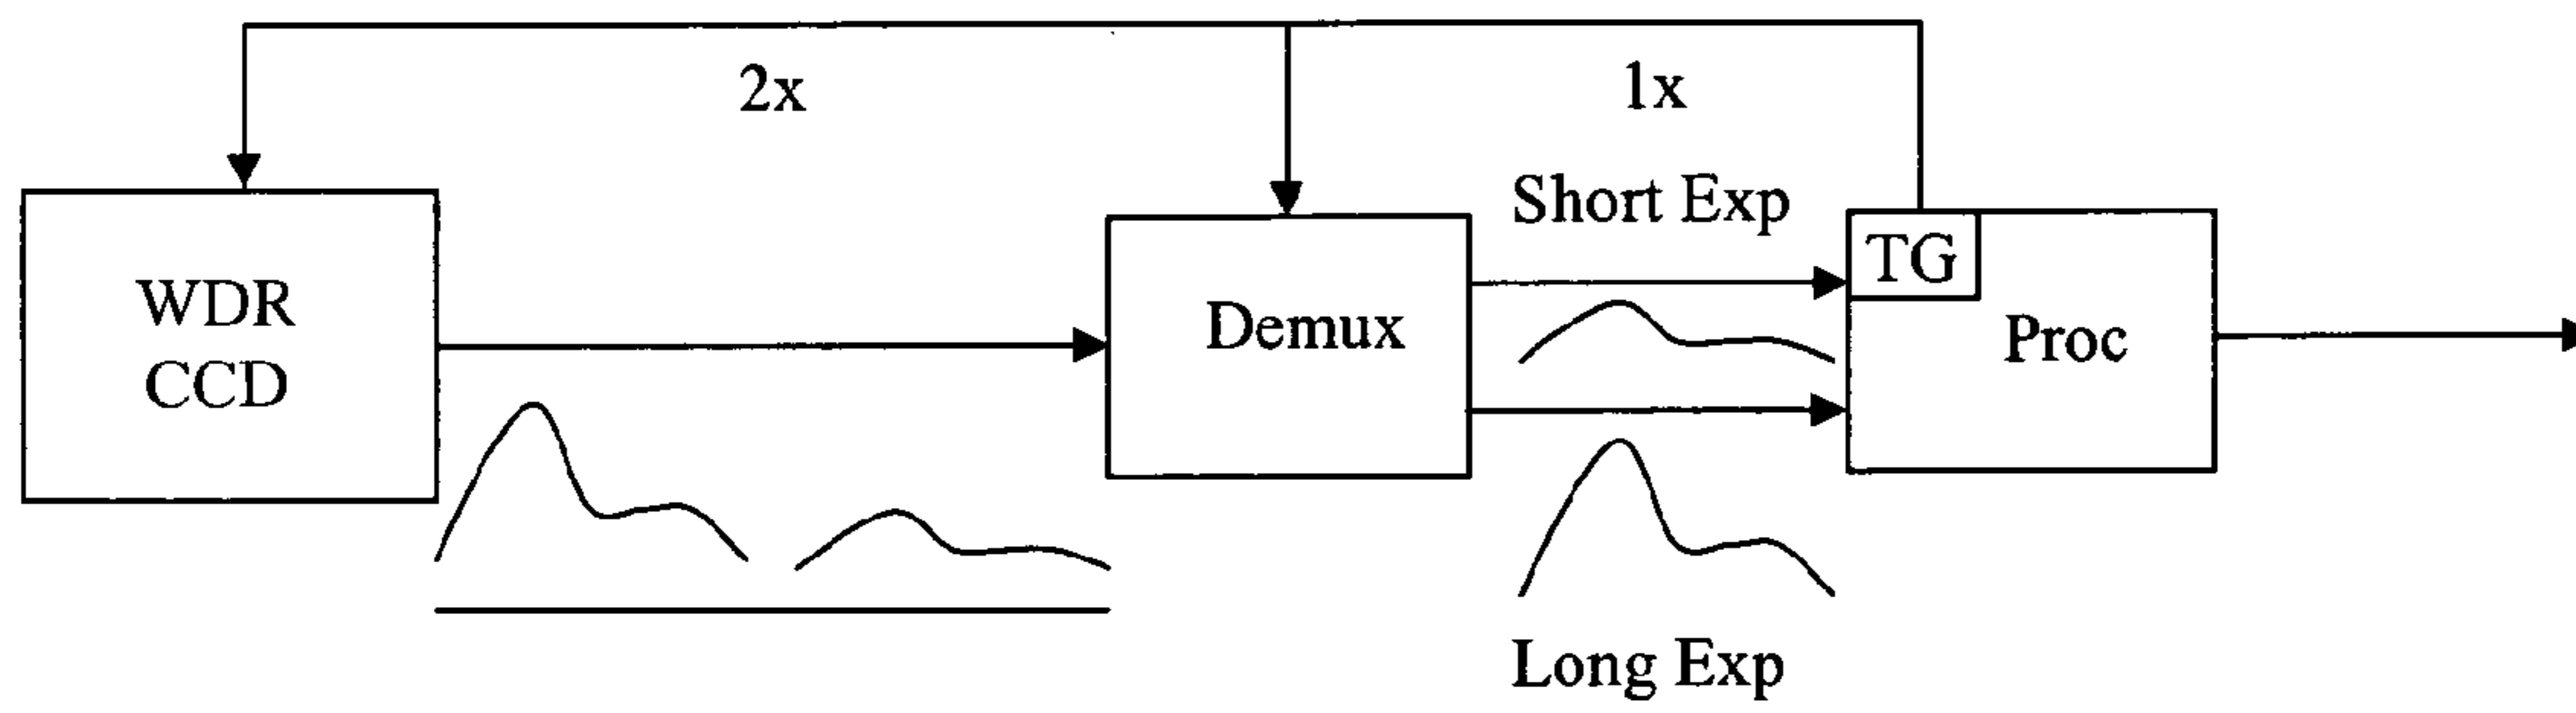 2x
1x
Short Exp
WDR
CCD
Demux
TG
Proc
Long Exp